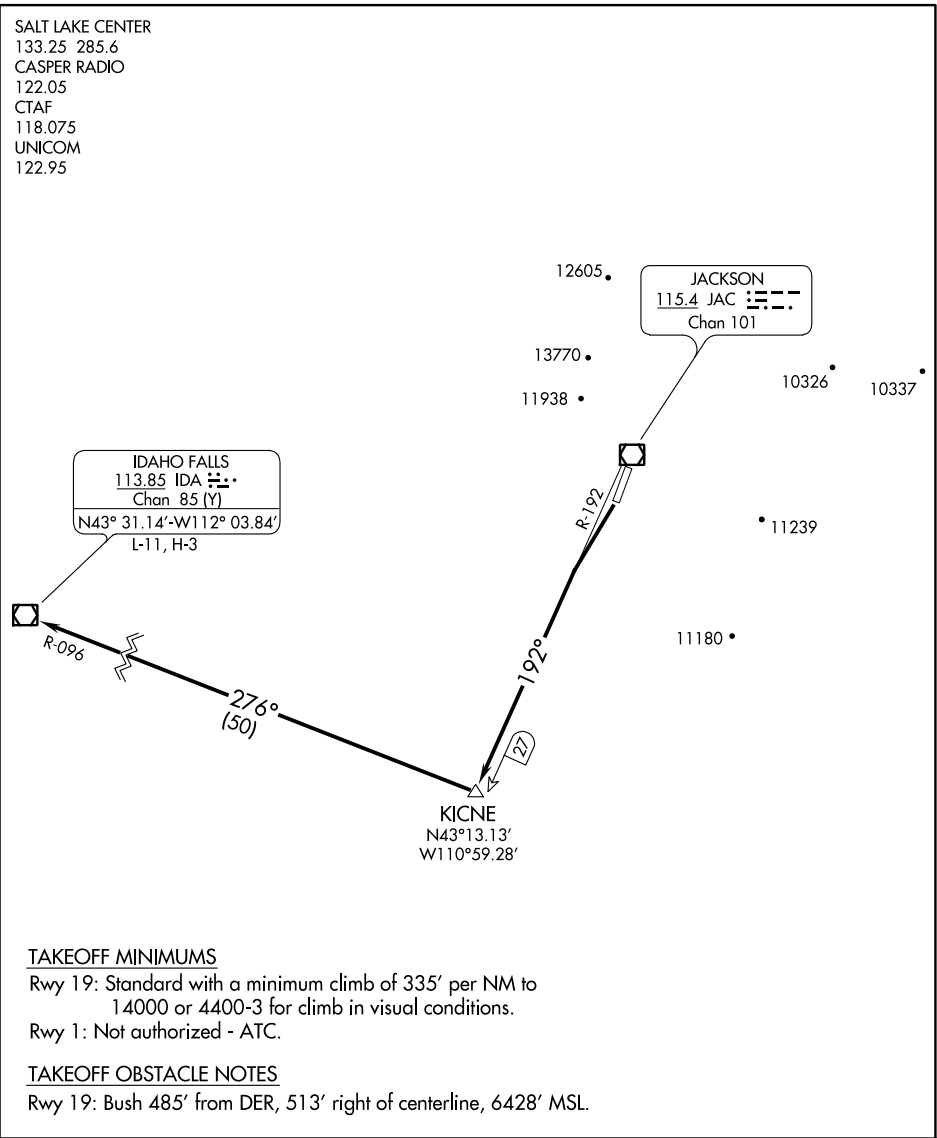 SALT LAKE CENTER
133.25 285.6
CASPER RADIO
122.05
CTAF
118.075
UNICOM
122.95
12605
JACKSON
115.4 JAC
Chan 101
13770
10326
10337
11938
IDAHO FALLS
113.85 IDA
Chan 85 (Y)
N43° 31.14′-W112° 03.84′
L-11, H-3
R-192
11239
R-096
11180
192°
276°
(50)
27
KICNE
N43°13.13′
W110°59.28′
TAKEOFF MINIMUMS
Rwy 19: Standard with a minimum climb of 335′ per NM to
14000 or 4400-3 for climb in visual conditions.
Rwy 1: Not authorized - ATC.
TAKEOFF OBSTACLE NOTES
Rwy 19: Bush 485′ from DER, 513′ right of centerline, 6428′ MSL.